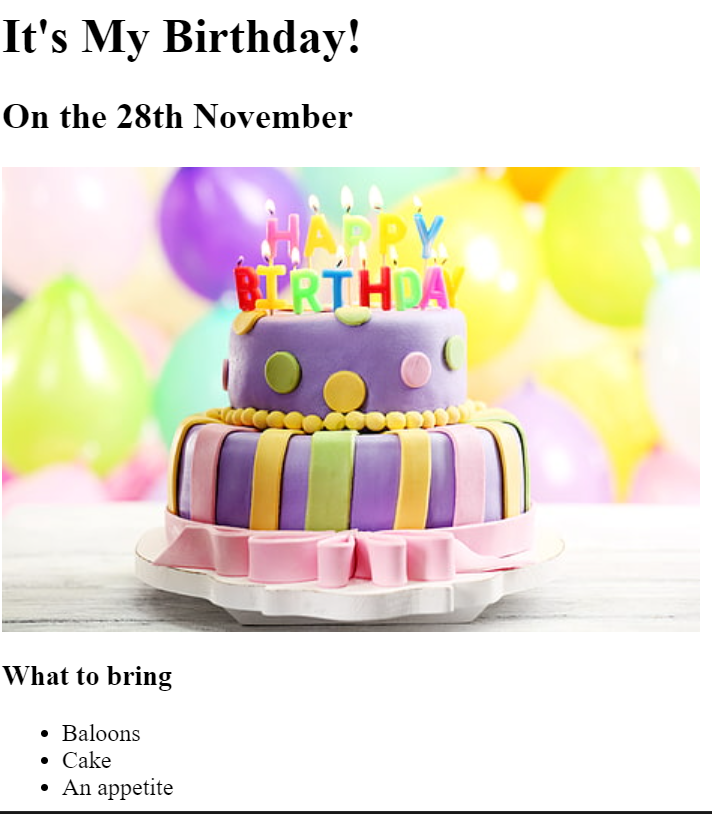 It's My Birthday!
On the 28th November
HAPPY
BIRTHDAY
What to bring
Baloons
Cake
An appetite